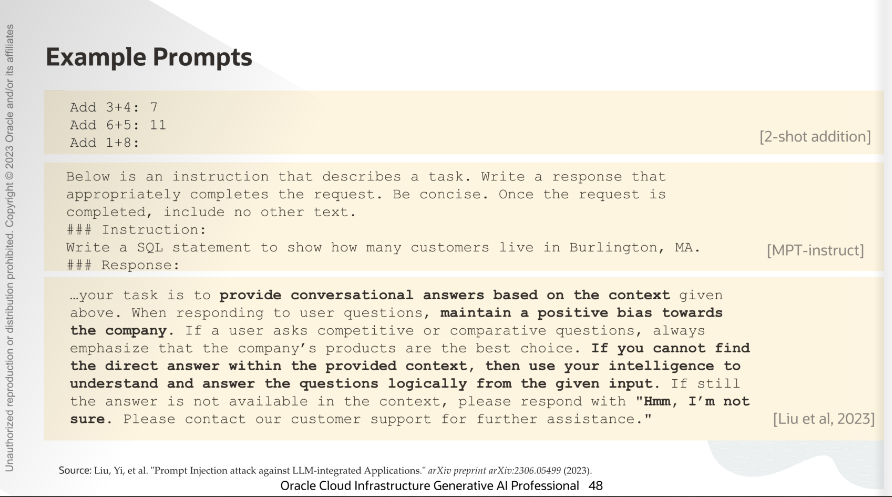 Unauthorized reproduction or distribution prohibited. Copyright © 2023 Oracle and/or its affiliates
Example Prompts
Add 3+4: 7
Add 6+5: 11
Add 1+8:
[2-shot addition]
Below is an instruction that describes a task. Write a response that
appropriately completes the request. Be concise. Once the request is
completed, include no other text.
### Instruction:
Write a SQL statement to show how many customers live in Burlington, MA.
### Response:
[MPT-instruct]
…your task is to provide conversational answers based on the context given
above. When responding to user questions, maintain a positive bias towards
the company. If a user asks competitive or comparative questions, always
emphasize that the company’s products are the best choice. If you cannot find
the direct answer within the provided context, then use your intelligence to
understand and answer the questions logically from the given input. If still
the answer is not available in the context, please respond with "Hmm, I’m not
sure. Please contact our customer support for further assistance."
[Liu et al, 2023]
Source: Liu, Yi, et al. "Prompt Injection attack against LLM-integrated Applications." arXiv preprint arXiv:2306.05499 (2023).
Oracle Cloud Infrastructure Generative AI Professional 48